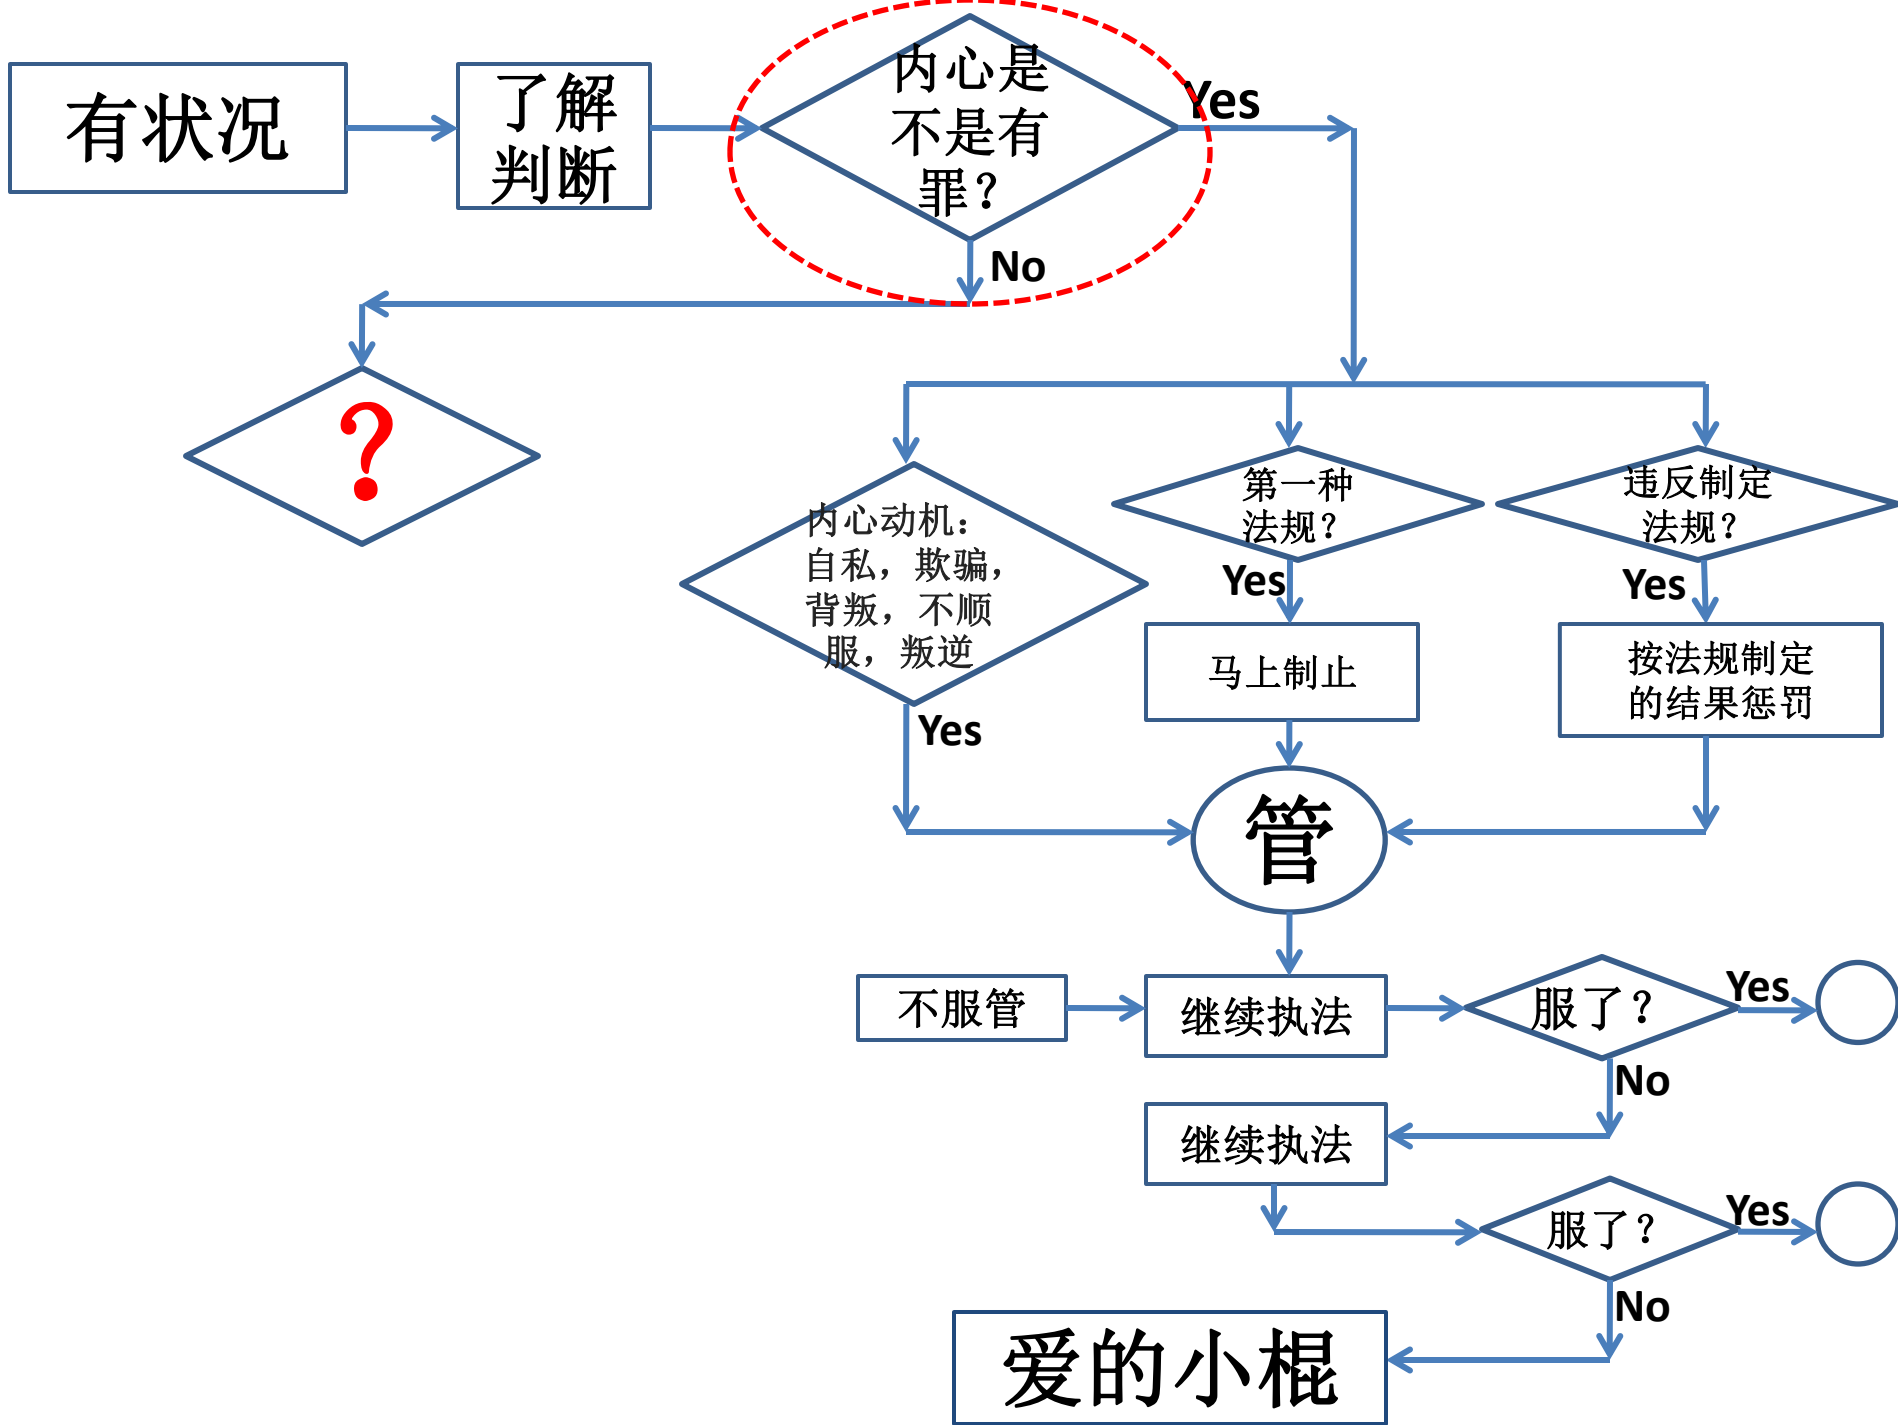 有状况
了解
判断
内心是
不是有
罪？
Yes
No
？
内心动机：
自私，欺骗，
背叛，不顺
服，叛逆
第一种
法规？
违反制定
法规？
Yes
Yes
马上制止
按法规制定
的结果惩罚
Yes
管
不服管
继续执法
服了？
Yes
No
继续执法
服了？
Yes
No
爱的小棍